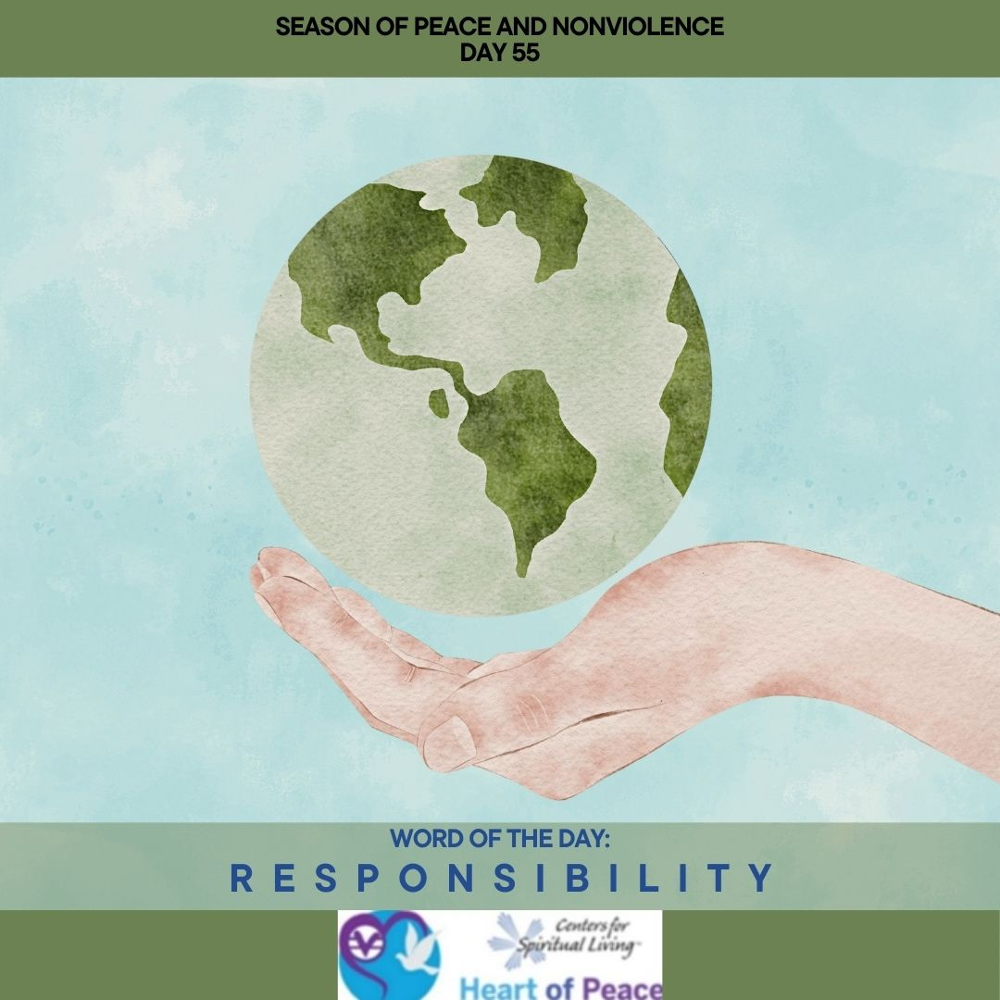 SEASON OF PEACE AND NONVIOLENCE
DAY 55
WORD OF THE DAY:
RESPONSIBILITY
Centers for
Spiritual Living
Heart of Peace